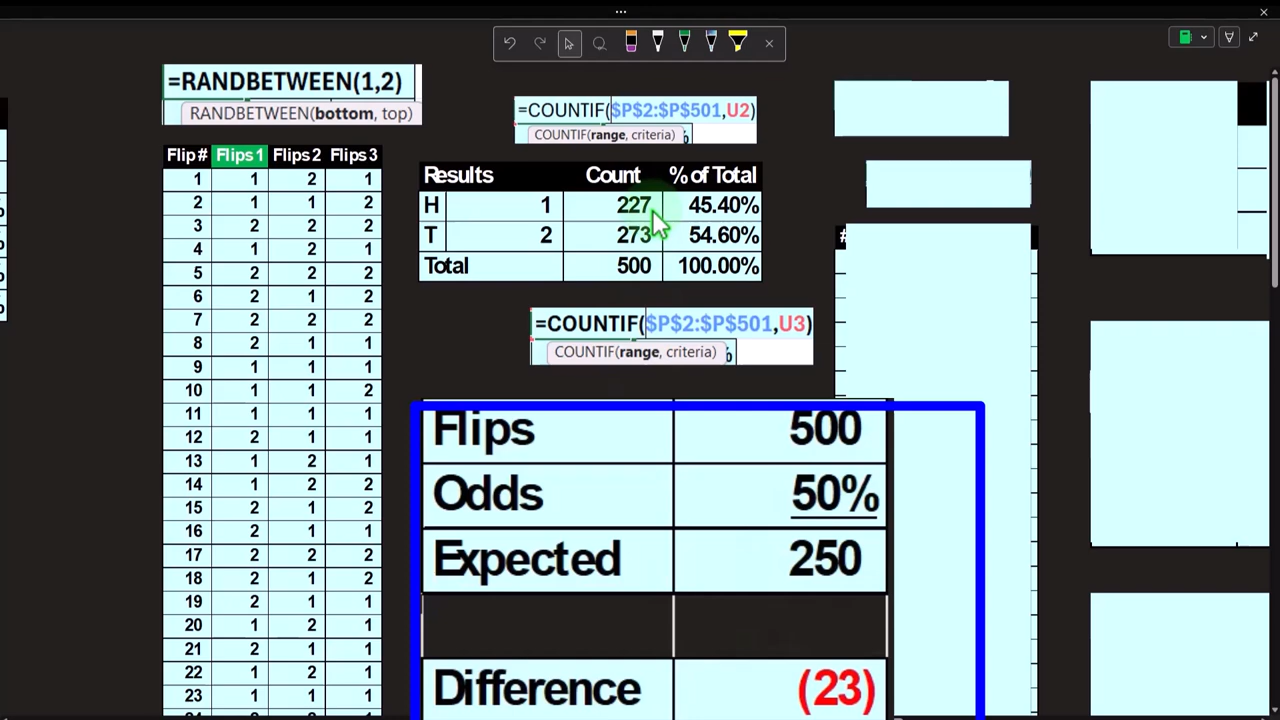 =RANDBETWEEN(1,2)
RANDBETWEEN(bottom, top)
=COUNTIF($P$2:$P$501,U2)
COUNTIF(range, criteria)
Flip # Flips 1 Flips 2 Flips 3
1 1 2 1
2 1 2 2
3 2 2 1
4 1 2 1
5 2 2 2
6 2 1 2
7 2 2 2
8 2 1 2
9 1 1 1
10 1 1 2
11 1 1 1
12 2 1 1
13 1 2 1
14 1 2 2
15 2 1 2
16 2 1 1
17 2 2 2
18 2 1 2
19 2 1 1
20 1 2 1
21 2 1 1
22 1 2 1
23 1 1 1
Results Count % of Total
H 1 227 45.40%
T 2 273 54.60%
Total 500 100.00%
=COUNTIF($P$2:$P$501,U3)
COUNTIF(range, criteria)
Flips 500
Odds 50%
Expected 250
Difference (23)